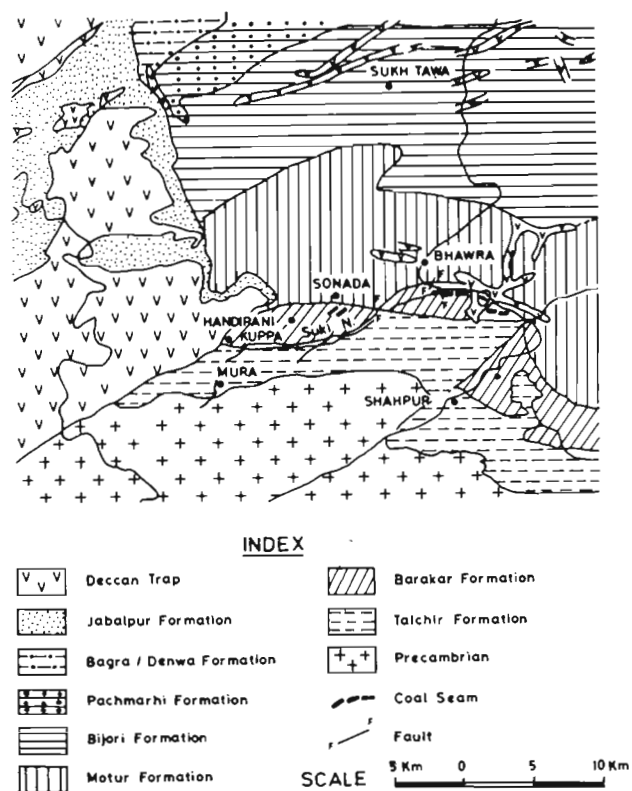 SUKH TAWA
BHAWRA
F
F
SONADA
F
HANDIRANI
KUPPA
Suki N.
MURA
SHAHPUR
INDEX
Deccan Trap
Jabalpur Formation
Bagra / Denwa Formation
Pachmarhi Formation
Bijori Formation
Motur Formation
Barakar Formation
Talchir Formation
Precambrian
Coal Seam
F
F
Fault
SCALE
5 Km 0 5 10 Km